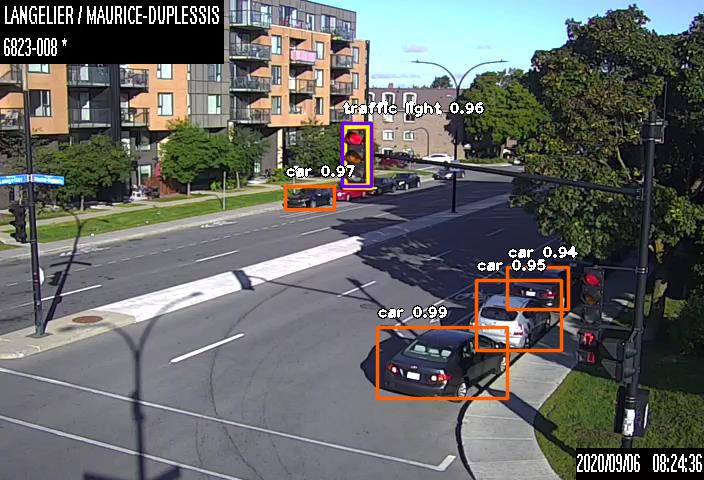 LANGELIER / MAURICE-DUPLESSIS
6823-008 *
traffic light 0.96
car 0.97
car 0.94
car 0.95
car 0.99
2020/09/06 08:24:36